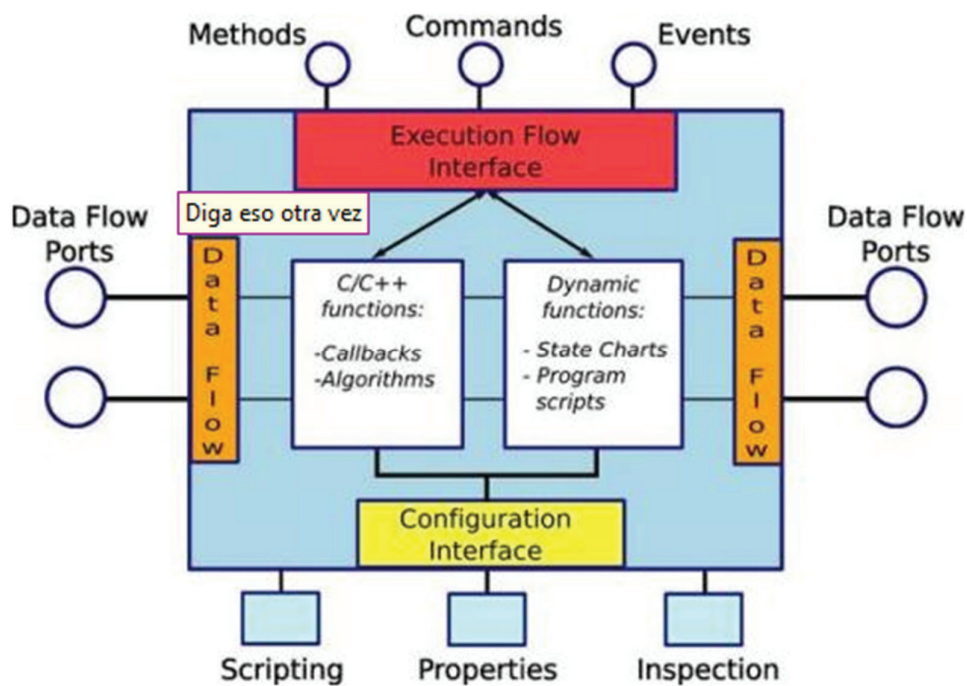 Methods
Commands
Events
Execution Flow
Interface
Diga eso otra vez
Data Flow
Ports
Data Flow
Ports
Data Flow
C/C++
functions:
-Callbacks
-Algorithms
Dynamic
functions:
- State Charts
- Program
scripts
Data Flow
Configuration
Interface
Scripting
Properties
Inspection